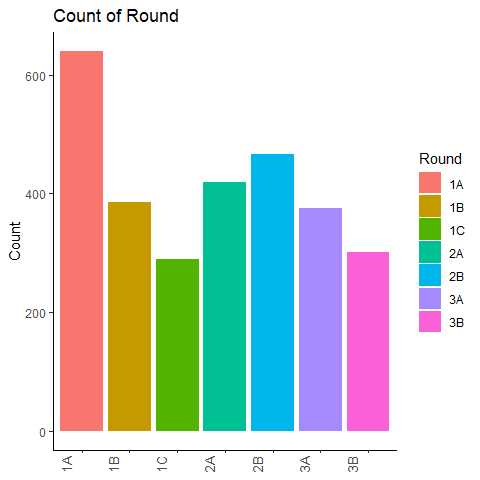 Count of Round
Count
600
400
200
0
1A
1B
1C
2A
2B
3A
3B
Round
1A
1B
1C
2A
2B
3A
3B